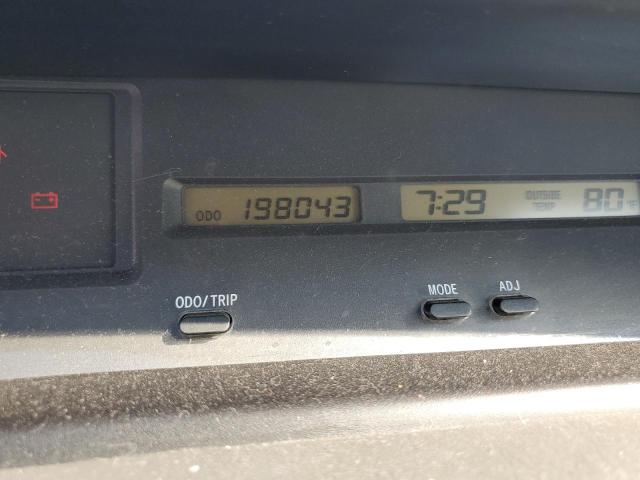 ODO 198043
7:29 OUTSIDE TEMP 80°F
ODO/TRIP
MODE
ADJ